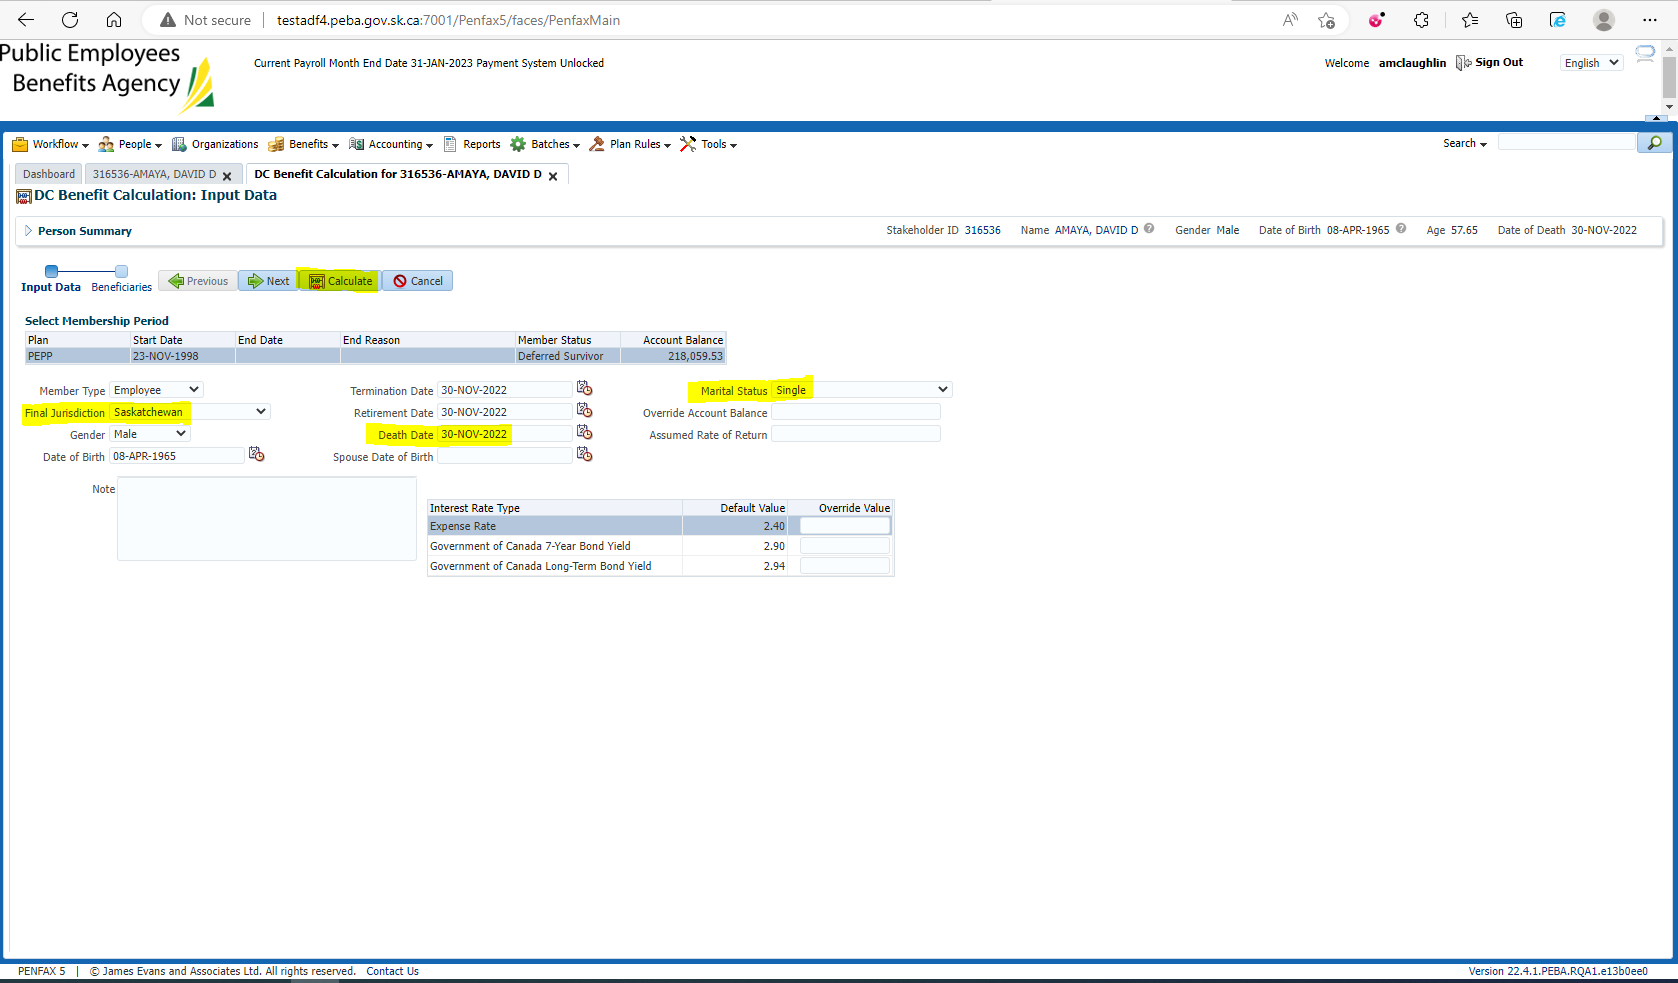 Not secure | testadf4.peba.gov.sk.ca:7001/Penfax5/faces/PenfaxMain
Public Employees
Benefits Agency
Current Payroll Month End Date 31-JAN-2023 Payment System Unlocked
Welcome amclaughlin Sign Out English
Workflow People Organizations Benefits Accounting Reports Batches Plan Rules Tools Search
Dashboard 316536-AMAYA, DAVID D DC Benefit Calculation for 316536-AMAYA, DAVID D
DC Benefit Calculation: Input Data
Person Summary Stakeholder ID 316536 Name AMAYA, DAVID D Gender Male Date of Birth 08-APR-1965 Age 57.65 Date of Death 30-NOV-2022
Input Data Beneficiaries Previous Next Calculate Cancel
Select Membership Period
Plan Start Date End Date End Reason Member Status Account Balance
PEPP 23-NOV-1998 Deferred Survivor 218,059.53
Member Type Employee Termination Date 30-NOV-2022 Marital Status Single
Final Jurisdiction Saskatchewan Retirement Date 30-NOV-2022 Override Account Balance
Gender Male Death Date 30-NOV-2022 Assumed Rate of Return
Date of Birth 08-APR-1965 Spouse Date of Birth
Note
Interest Rate Type Default Value Override Value
Expense Rate 2.40
Government of Canada 7-Year Bond Yield 2.90
Government of Canada Long-Term Bond Yield 2.94
PENFAX 5 | © James Evans and Associates Ltd. All rights reserved. Contact Us Version 22.4.1.PEBA.RQA1.e13b0ee0